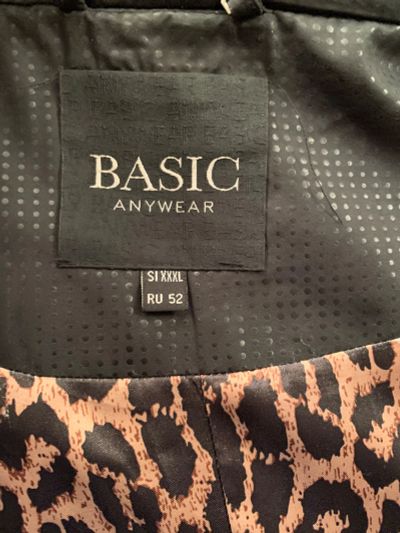 BASIC
ANYWEAR
SI XXXL
RU 52